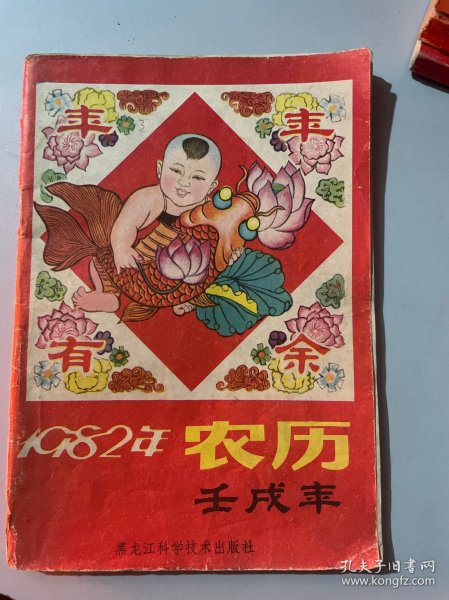 年年
有余
1982年 农历
壬戌年
黑龙江科学技术出版社
孔夫子旧书网
www.kongfz.com